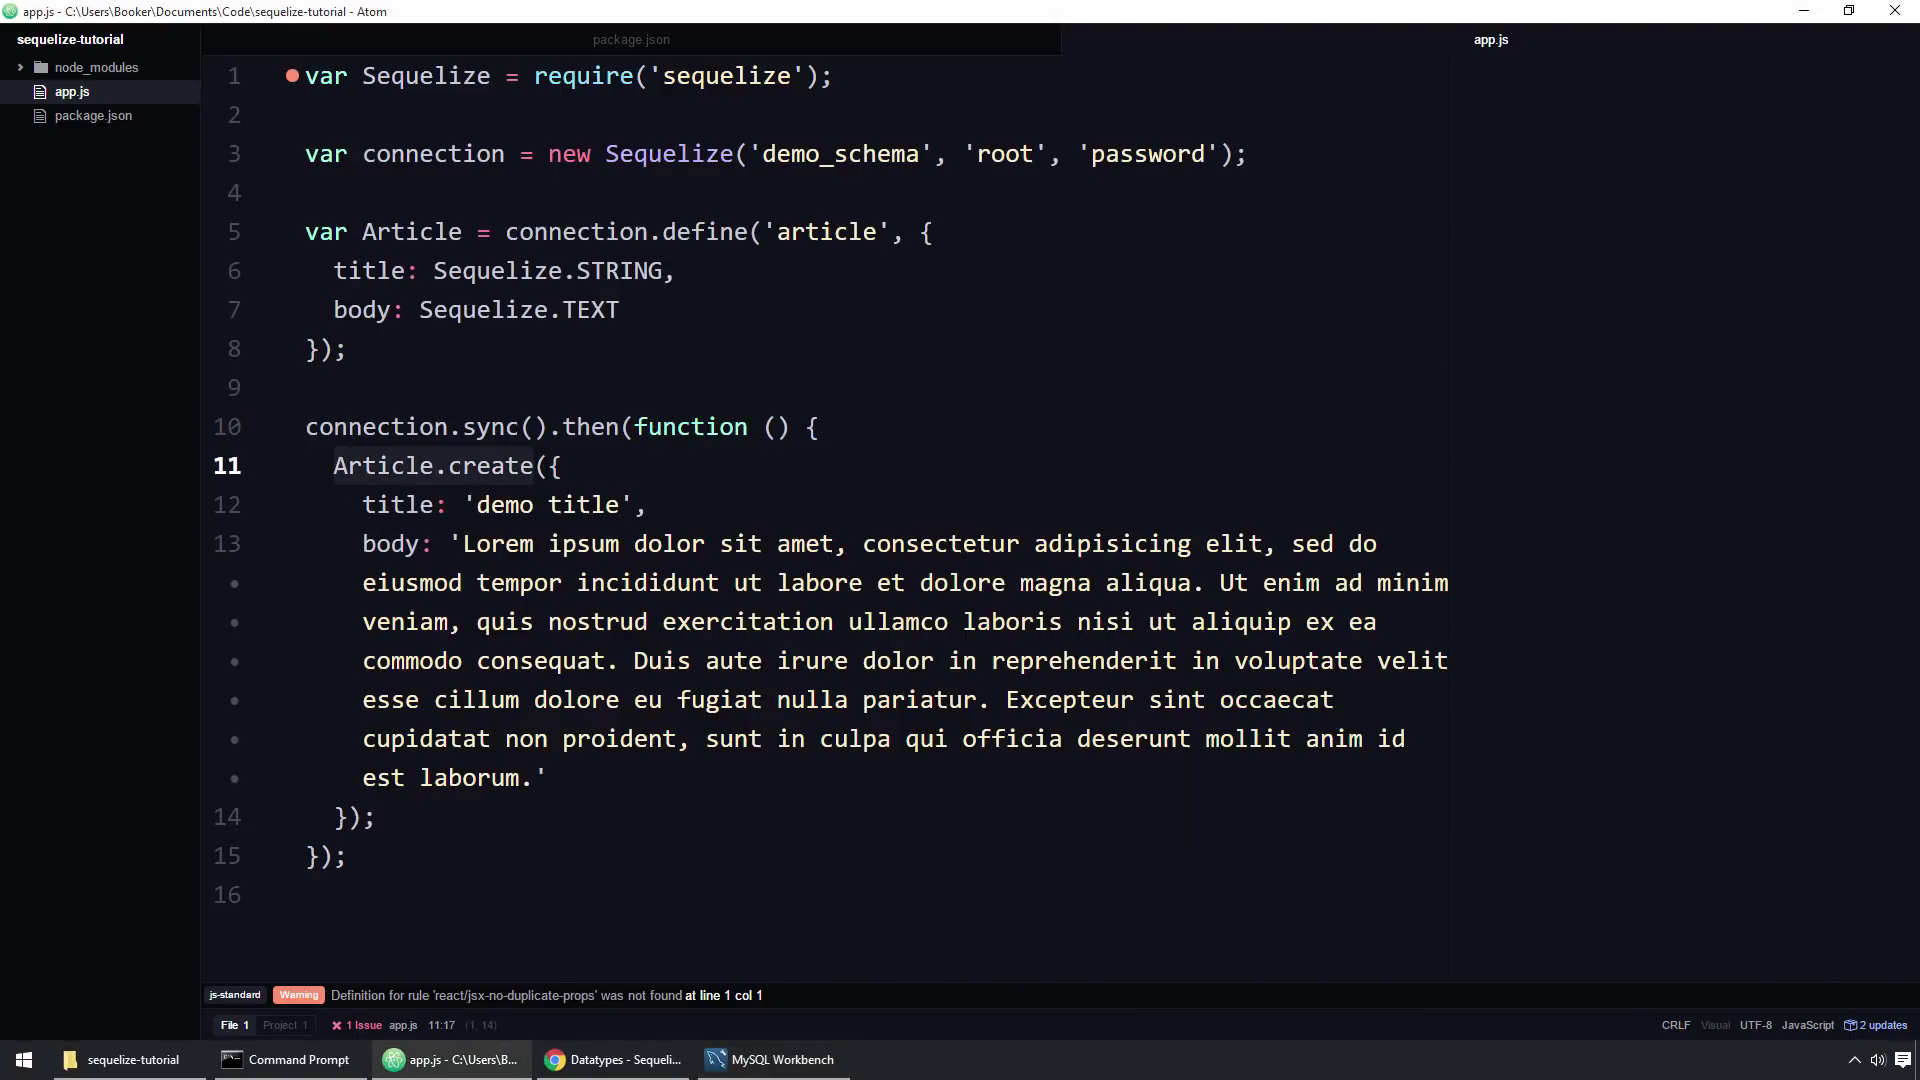 app.js - C:\Users\Booker\Documents\Code\sequelize-tutorial - Atom
sequelize-tutorial
node_modules
app.js
package.json
package.json
app.js
1 var Sequelize = require('sequelize');
2
3 var connection = new Sequelize('demo_schema', 'root', 'password');
4
5 var Article = connection.define('article', {
6 title: Sequelize.STRING,
7 body: Sequelize.TEXT
8 });
9
10 connection.sync().then(function () {
11 Article.create({
12 title: 'demo title',
13 body: 'Lorem ipsum dolor sit amet, consectetur adipisicing elit, sed do
eiusmod tempor incididunt ut labore et dolore magna aliqua. Ut enim ad minim
veniam, quis nostrud exercitation ullamco laboris nisi ut aliquip ex ea
commodo consequat. Duis aute irure dolor in reprehenderit in voluptate velit
esse cillum dolore eu fugiat nulla pariatur. Excepteur sint occaecat
cupidatat non proident, sunt in culpa qui officia deserunt mollit anim id
est laborum.'
14 });
15 });
16
js-standard Warning Definition for rule 'react/jsx-no-duplicate-props' was not found at line 1 col 1
File 1 Project 1 1 Issue app.js 11:17 (1, 14) CRLF Visual UTF-8 JavaScript 2 updates
sequelize-tutorial Command Prompt app.js - C:\Users\B... Datatypes - Sequeli... MySQL Workbench